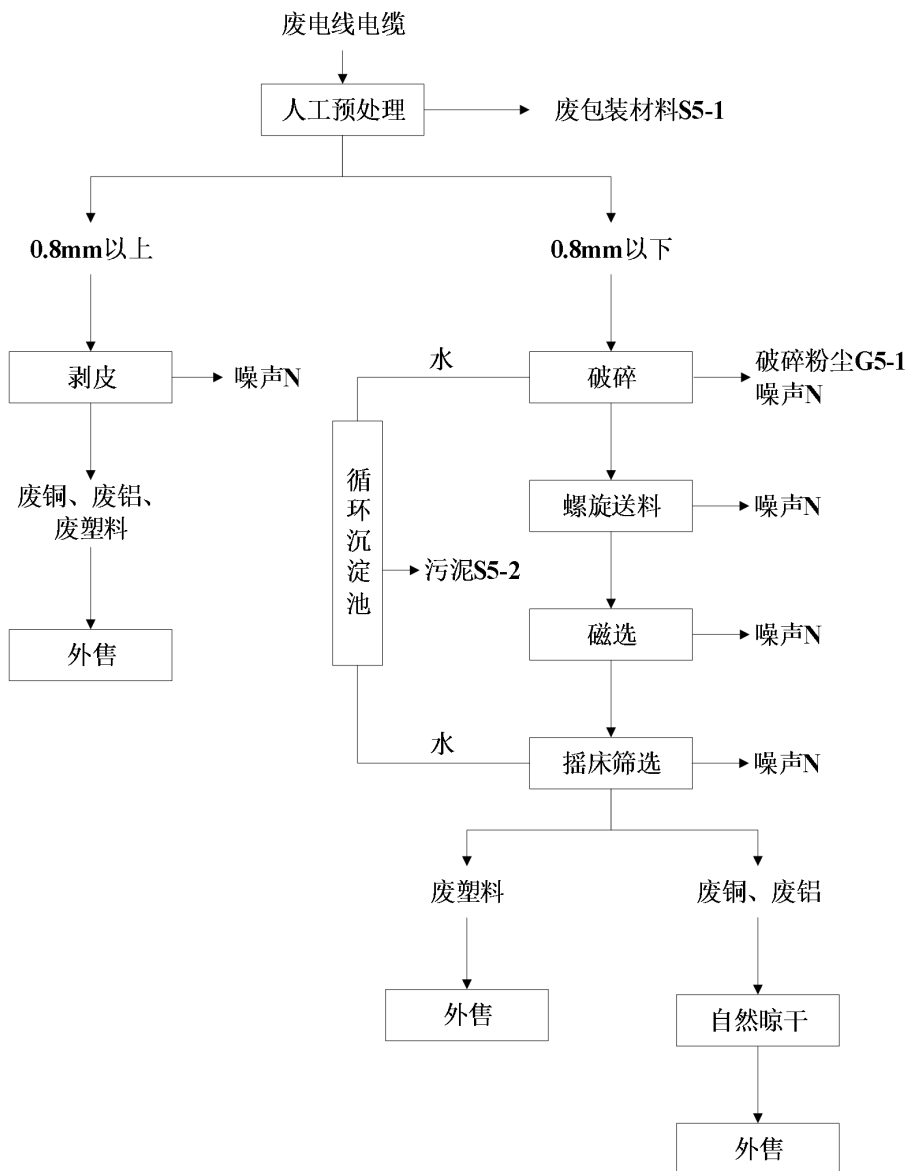 废电线电缆
人工预处理
废包装材料S5-1
0.8mm以上
0.8mm以下
剥皮
噪声N
水
破碎
破碎粉尘G5-1
噪声N
废铜、废铝、
废塑料
循环沉淀池
螺旋送料
噪声N
污泥S5-2
外售
磁选
噪声N
水
摇床筛选
噪声N
废塑料
废铜、废铝
外售
自然晾干
外售